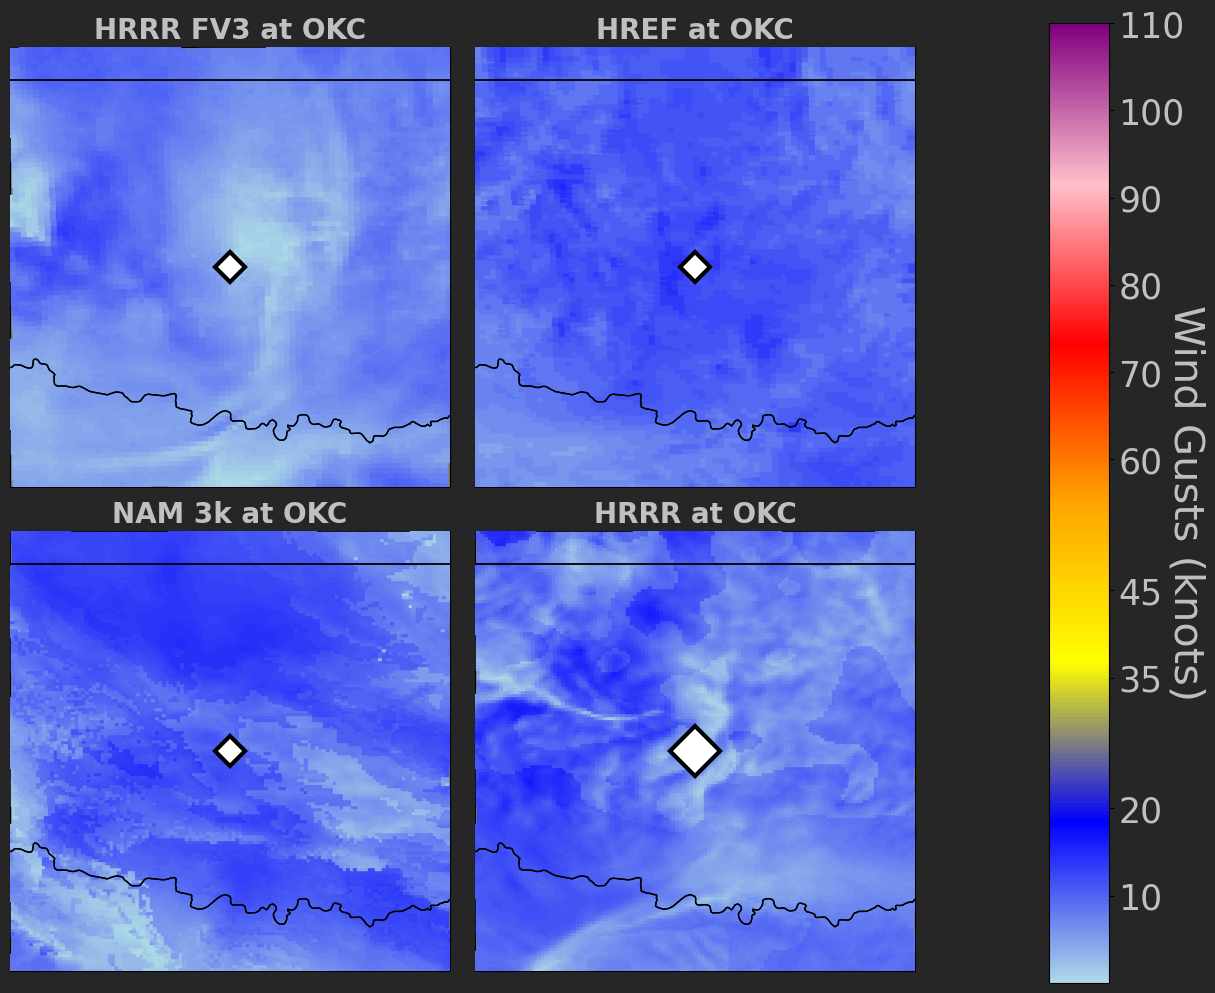 HRRR FV3 at OKC
HREF at OKC
NAM 3k at OKC
HRRR at OKC
110
100
90
80
70
60
45
35
20
10
Wind Gusts (knots)